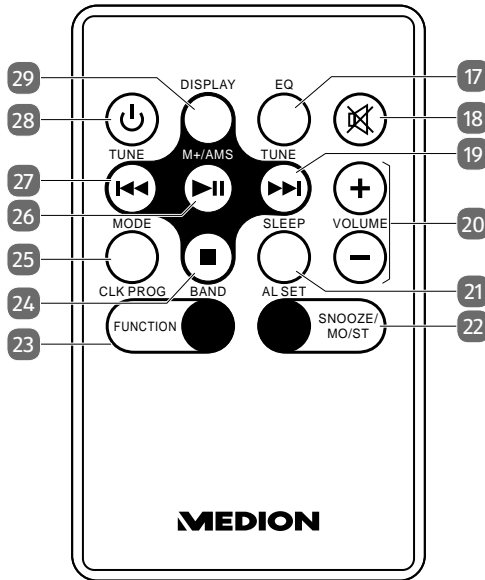 29 DISPLAY EQ 17
28 18
TUNE M+/AMS TUNE 19
27
26
MODE SLEEP VOLUME 20
25
24 21
CLK PROG BAND AL SET
FUNCTION SNOOZE/ 22
23 MO/ST
MEDION